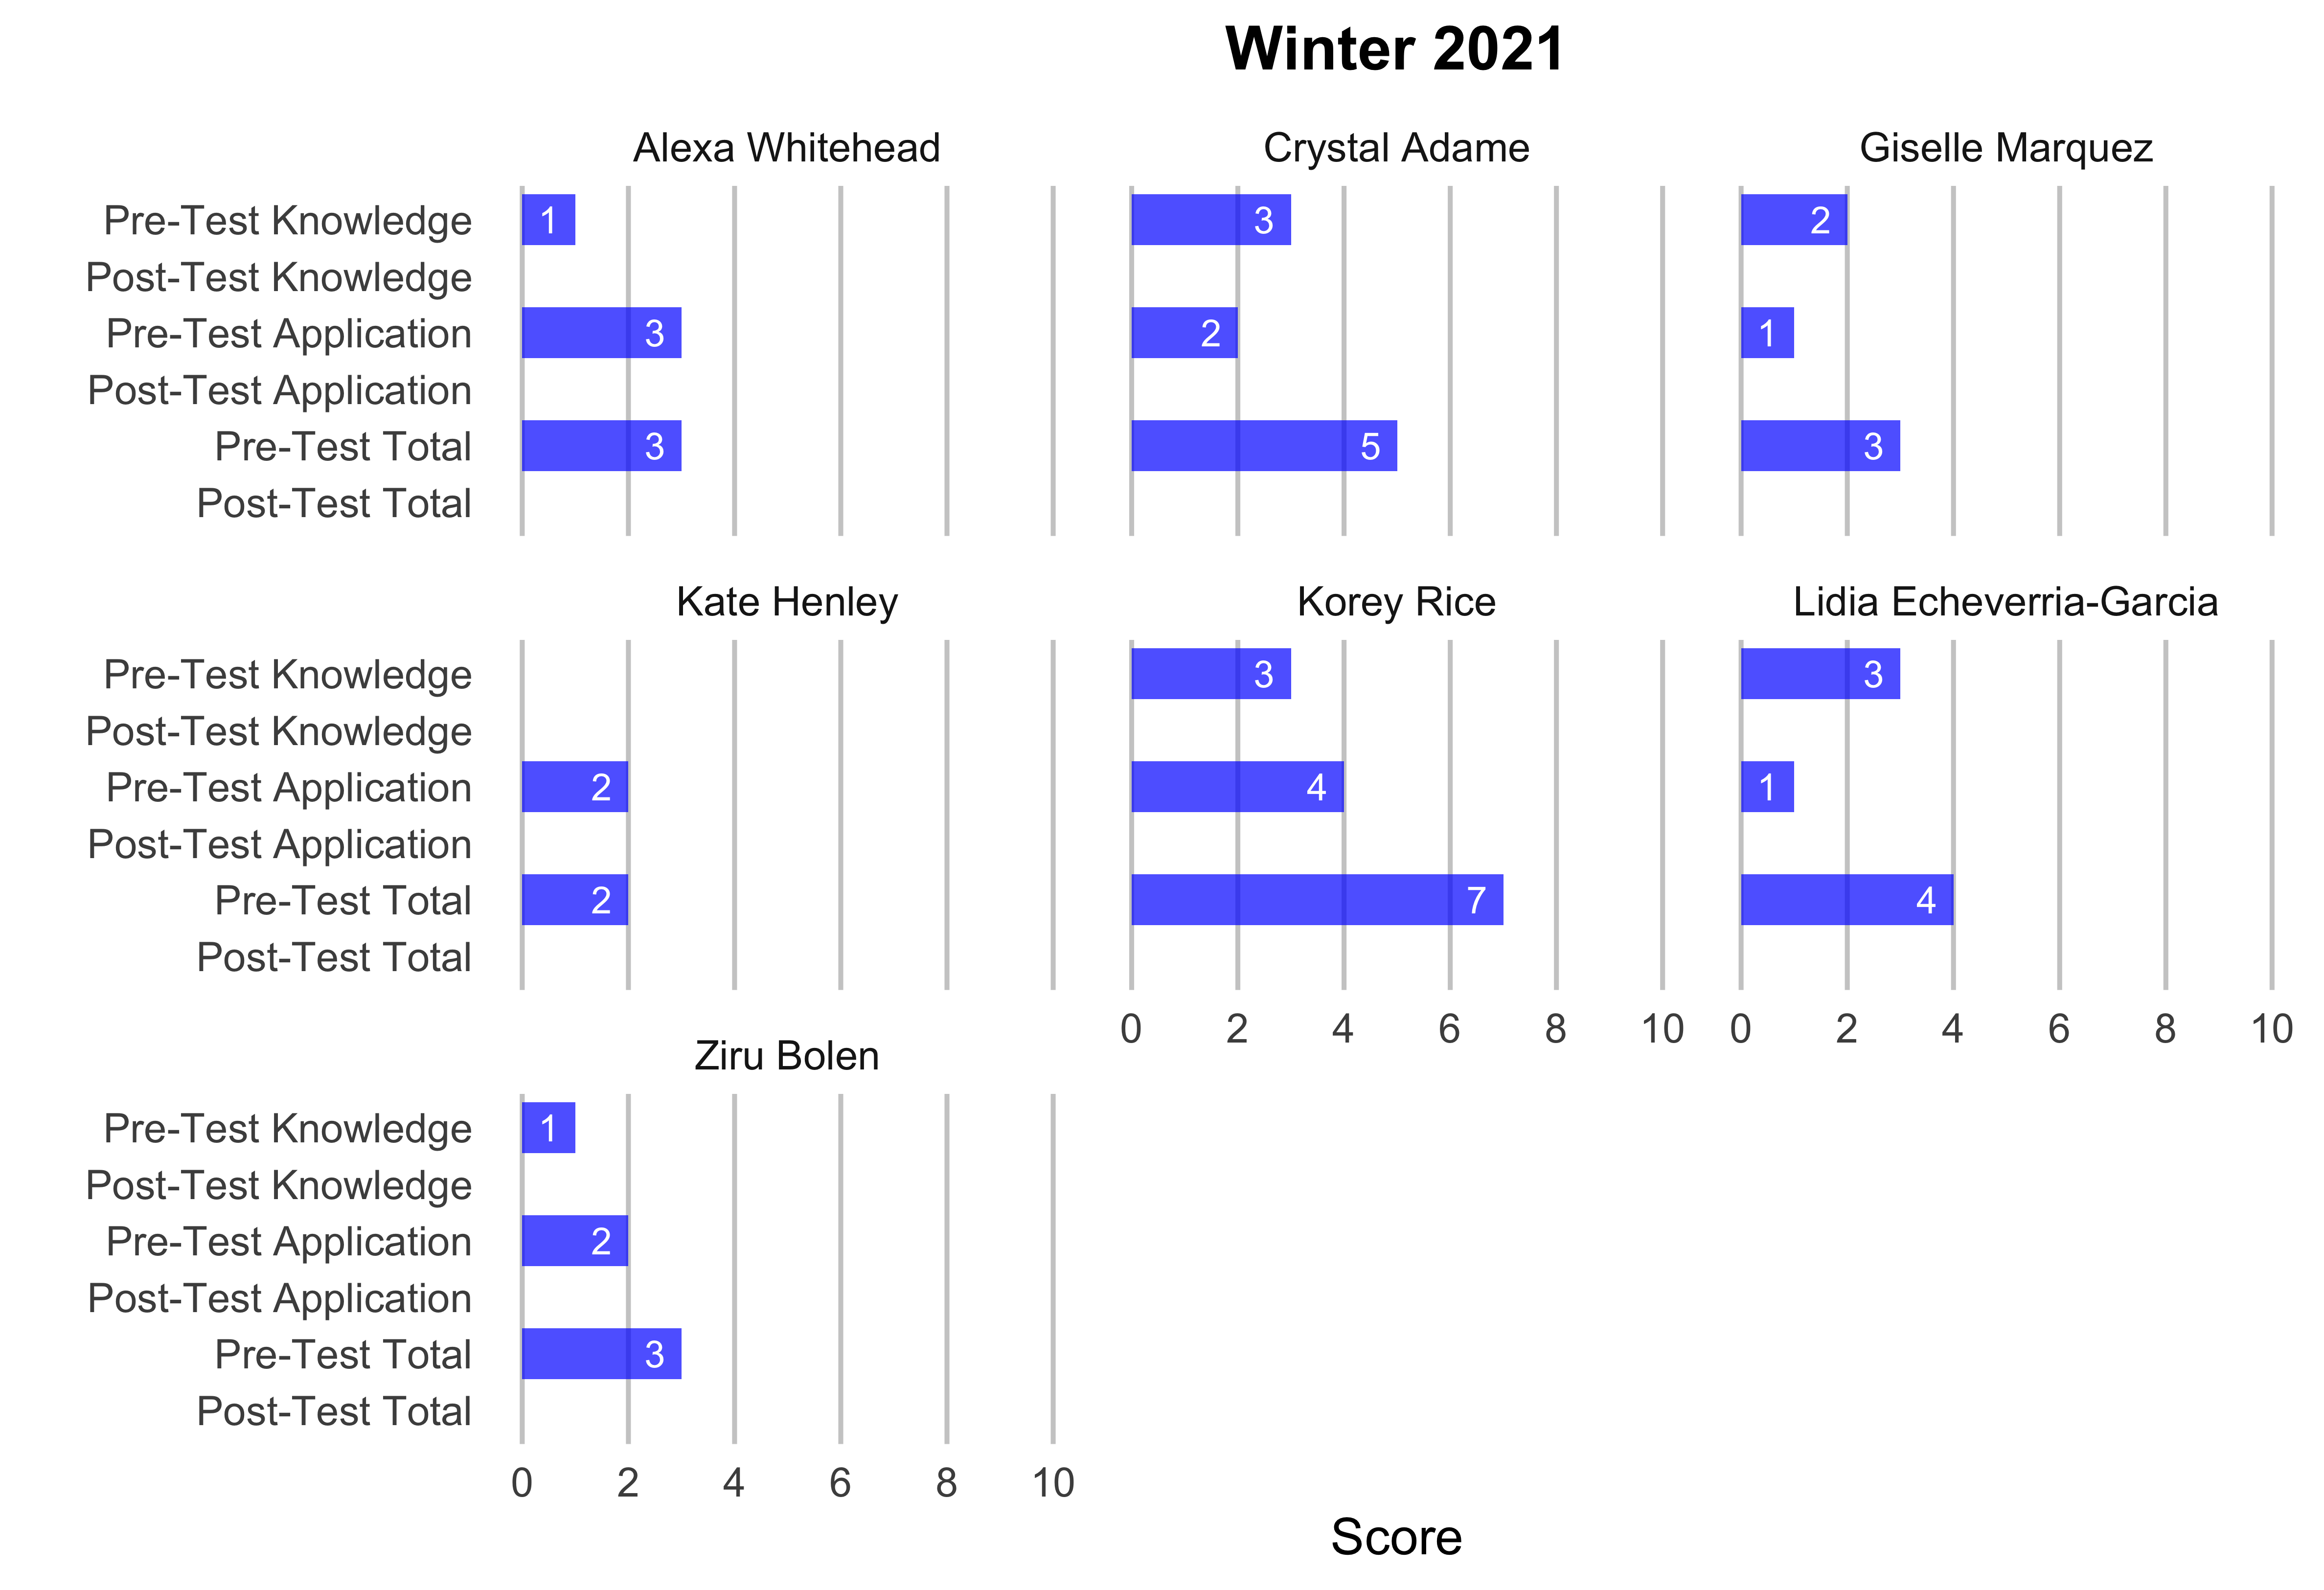 Winter 2021
Alexa Whitehead Crystal Adame Giselle Marquez
Pre-Test Knowledge 1 3 2
Post-Test Knowledge
Pre-Test Application 3 2 1
Post-Test Application
Pre-Test Total 3 5 3
Post-Test Total
Kate Henley Korey Rice Lidia Echeverria-Garcia
Pre-Test Knowledge 3 3
Post-Test Knowledge
Pre-Test Application 2 4 1
Post-Test Application
Pre-Test Total 2 7 4
Post-Test Total
0 2 4 6 8 10 0 2 4 6 8 10
Ziru Bolen
Pre-Test Knowledge 1
Post-Test Knowledge
Pre-Test Application 2
Post-Test Application
Pre-Test Total 3
Post-Test Total
0 2 4 6 8 10
Score